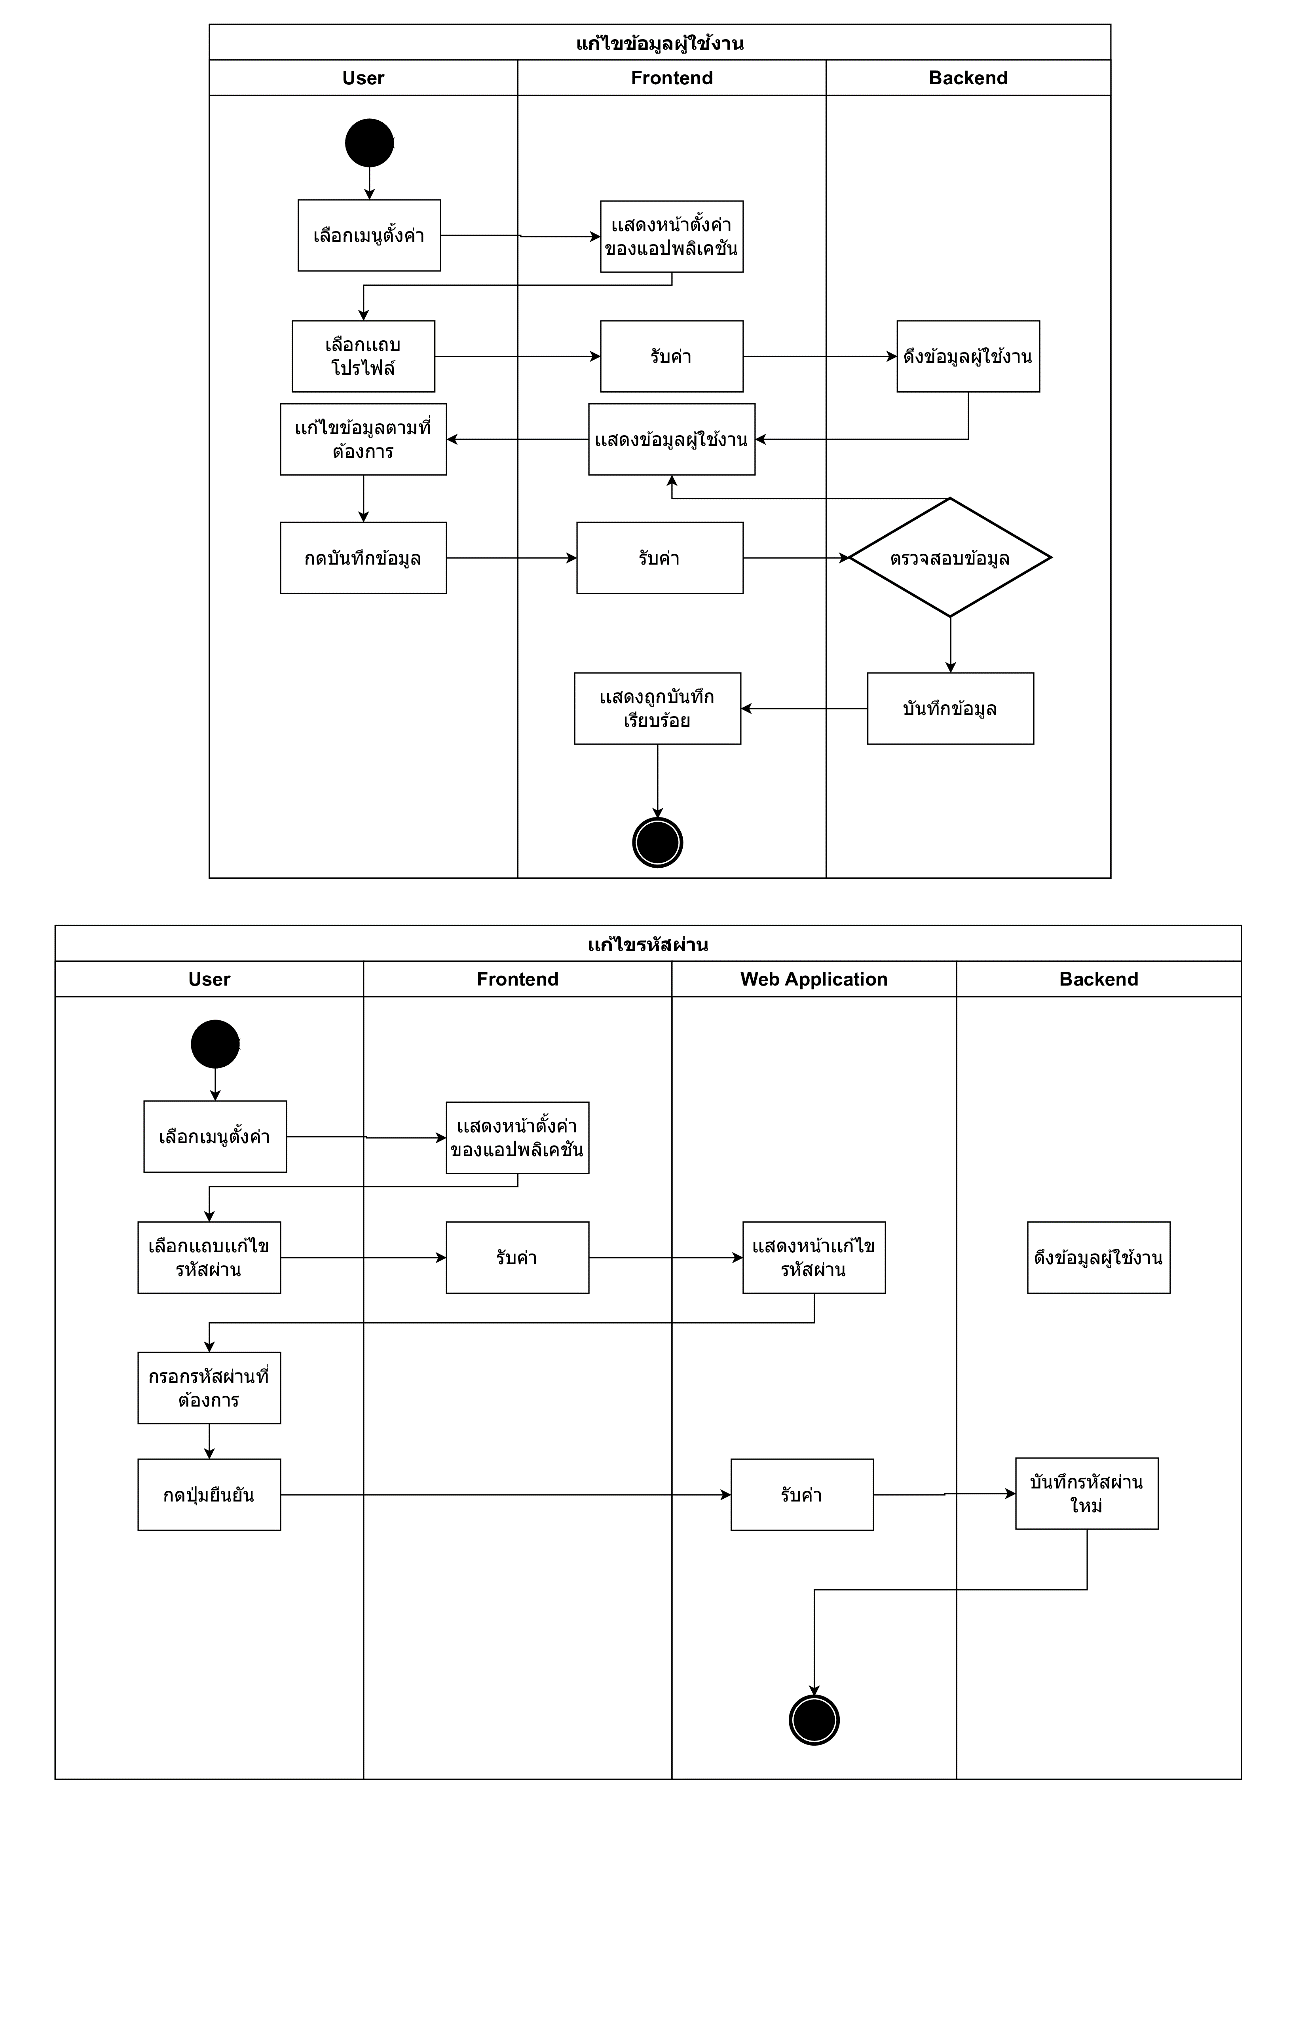 แก้ไขข้อมูลผู้ใช้งาน
User
Frontend
Backend
เลือกเมนูตั้งค่า
แสดงหน้าตั้งค่า
ของแอปพลิเคชัน
เลือกแถบ
โปรไฟล์
รับค่า
ดึงข้อมูลผู้ใช้งาน
แก้ไขข้อมูลตามที่
ต้องการ
แสดงข้อมูลผู้ใช้งาน
กดบันทึกข้อมูล
รับค่า
ตรวจสอบข้อมูล
แสดงถูกบันทึก
เรียบร้อย
บันทึกข้อมูล
แก้ไขรหัสผ่าน
User
Frontend
Web Application
Backend
เลือกเมนูตั้งค่า
แสดงหน้าตั้งค่า
ของแอปพลิเคชัน
เลือกแถบแก้ไข
รหัสผ่าน
รับค่า
แสดงหน้าแก้ไข
รหัสผ่าน
ดึงข้อมูลผู้ใช้งาน
กรอกรหัสผ่านที่
ต้องการ
กดปุ่มยืนยัน
รับค่า
บันทึกรหัสผ่าน
ใหม่